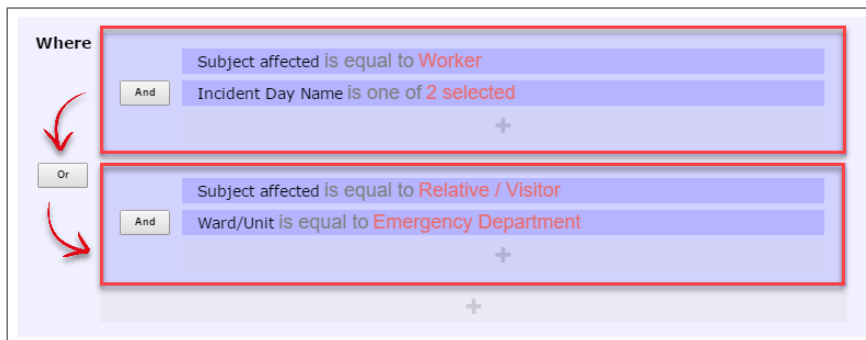 Where
Subject affected is equal to Worker
And
Incident Day Name is one of 2 selected
+
Or
Subject affected is equal to Relative / Visitor
And
Ward/Unit is equal to Emergency Department
+
+